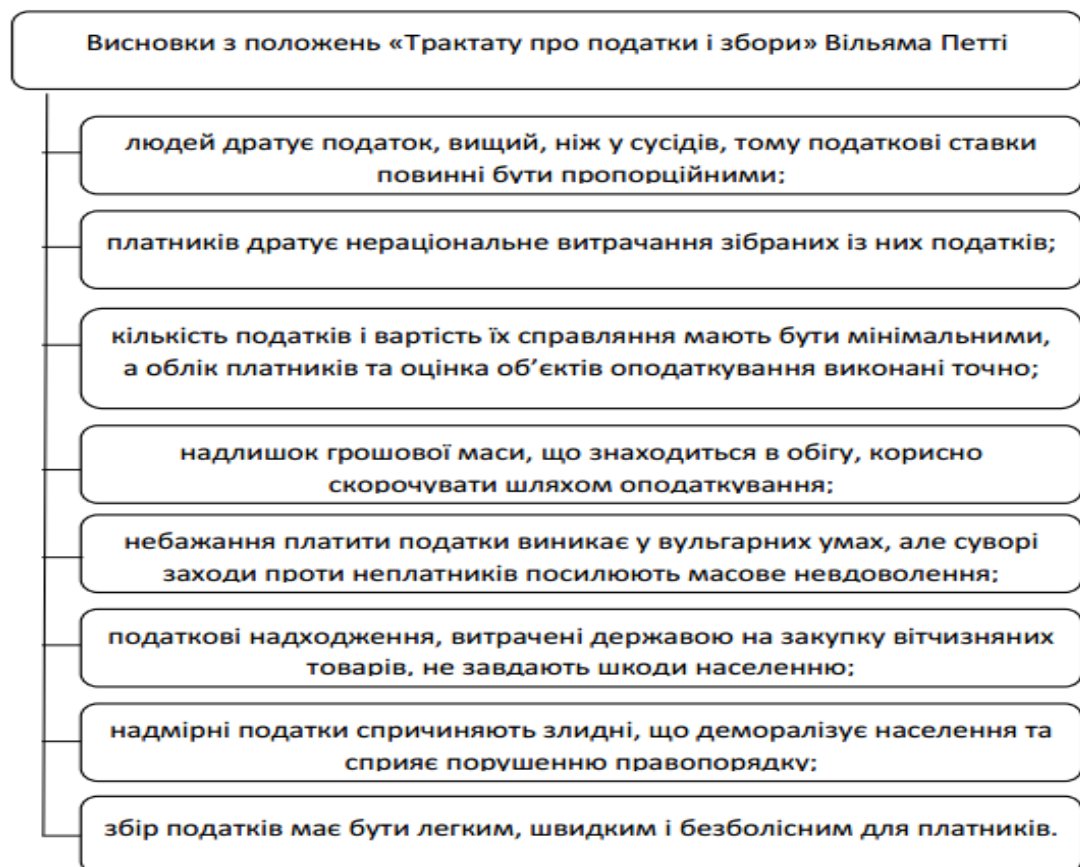 Висновки з положень «Трактату про податки і збори» Вільяма Петті
людей дратує податок, вищий, ніж у сусідів, тому податкові ставки
повинні бути пропорційними;
платників дратує нераціональне витрачання зібраних із них податків;
кількість податків і вартість їх справляння мають бути мінімальними,
а облік платників та оцінка об’єктів оподаткування виконані точно;
надлишок грошової маси, що знаходиться в обігу, корисно
скорочувати шляхом оподаткування;
небажання платити податки виникає у вульгарних умах, але суворі
заходи проти неплатників посилюють масове невдоволення;
податкові надходження, витрачені державою на закупку вітчизняних
товарів, не завдають шкоди населенню;
надмірні податки спричиняють злидні, що деморалізує населення та
сприяє порушенню правопорядку;
збір податків має бути легким, швидким і безболісним для платників.